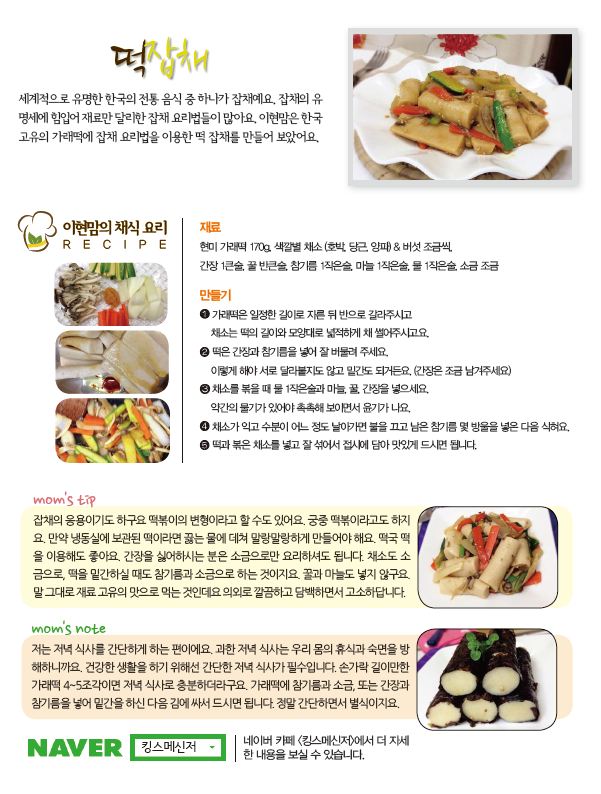 떡잡채
세계적으로 유명한 한국의 전통 음식 중 하나가 잡채예요. 잡채의 유
명세에 힘입어 재료만 달리한 잡채 요리법들이 많아요. 이현맘은 한국
고유의 가래떡에 잡채 요리법을 이용한 떡 잡채를 만들어 보았어요.
이현맘의 채식 요리
RECIPE
재료
현미 가래떡 170g, 색깔별 채소 (호박, 당근, 양파) & 버섯 조금씩,
간장 1큰술, 꿀 반큰술, 참기름 1작은술, 마늘 1작은술, 물 1작은술, 소금 조금
만들기
❶ 가래떡은 일정한 길이로 자른 뒤 반으로 갈라주시고
채소는 떡의 길이와 모양대로 넓적하게 채 썰어주시고요.
❷ 떡은 간장과 참기름을 넣어 잘 버물려 주세요.
이렇게 해야 서로 달라붙지도 않고 밑간도 되거든요. (간장은 조금 남겨주세요)
❸ 채소를 볶을 때 물 1작은술과 마늘, 꿀, 간장을 넣으세요.
약간의 물기가 있어야 촉촉해 보이면서 윤기가 나요.
❹ 채소가 익고 수분이 어느 정도 날아가면 불을 끄고 남은 참기름 몇 방울을 넣은 다음 식혀요.
❺ 떡과 볶은 채소를 넣고 잘 섞어서 접시에 담아 맛있게 드시면 됩니다.
mom's tip
잡채의 응용이기도 하구요 떡볶이의 변형이라고 할 수도 있어요. 궁중 떡볶이라고도 하지
요. 만약 냉동실에 보관된 떡이라면 끓는 물에 데쳐 말랑말랑하게 만들어야 해요. 떡국 떡
을 이용해도 좋아요. 간장을 싫어하시는 분은 소금으로만 요리하셔도 됩니다. 채소도 소
금으로, 떡을 밑간하실 때도 참기름과 소금으로 하는 것이지요. 꿀과 마늘도 넣지 않구요.
말 그대로 재료 고유의 맛으로 먹는 것인데요 의외로 깔끔하고 담백하면서 고소하답니다.
mom's note
저는 저녁 식사를 간단하게 하는 편이에요. 과한 저녁 식사는 우리 몸의 휴식과 숙면을 방
해하니까요. 건강한 생활을 하기 위해선 간단한 저녁 식사가 필수입니다. 손가락 길이만한
가래떡 4~5조각이면 저녁 식사로 충분하더라구요. 가래떡에 참기름과 소금, 또는 간장과
참기름을 넣어 밑간을 하신 다음 김에 싸서 드시면 됩니다. 정말 간단하면서 별식이지요.
NAVER 킹스메신저
네이버 카페 <킹스메신저>에서 더 자세
한 내용을 보실 수 있습니다.